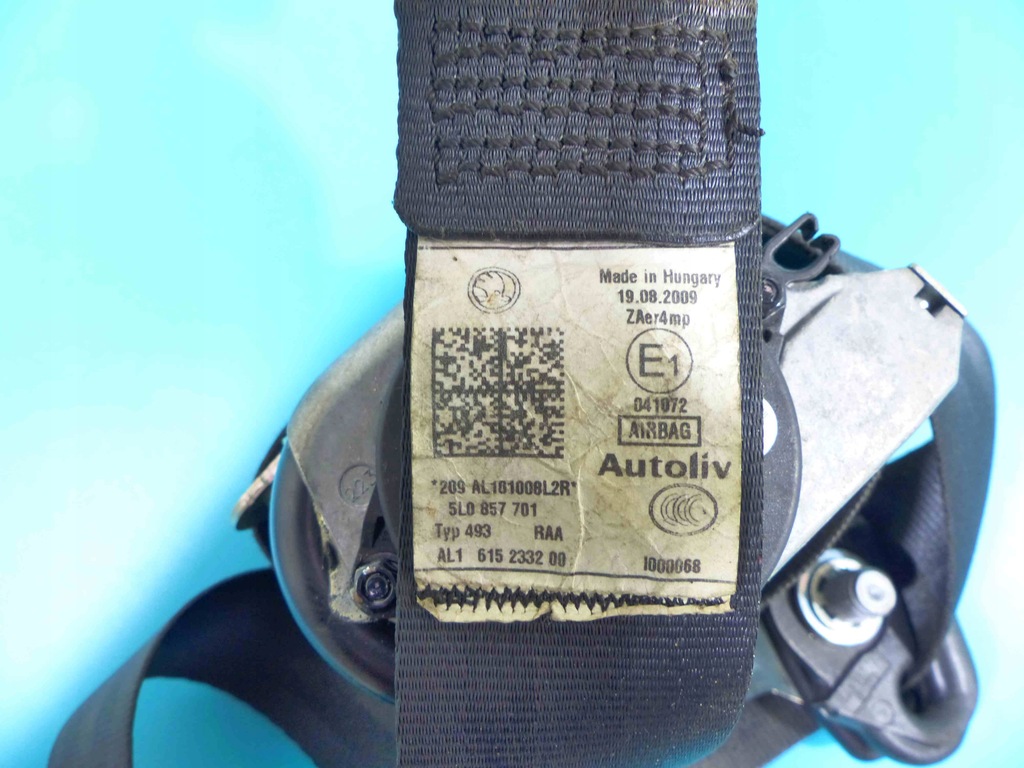 Made in Hungary
19.08.2009
ZAer4mp
E1
041072
AIRBAG
Autoliv
*209 AL161006L2R*
5L0 857 701
Typ 493 RAA
AL1 615 2332 00
I000068